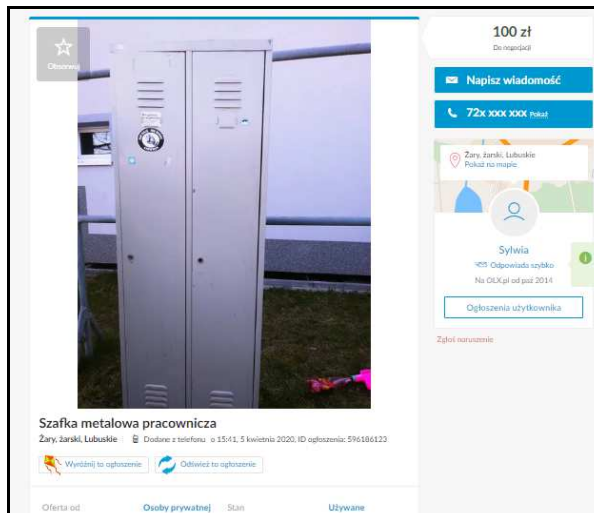 Obserwuj
100 zł
Do negocjacji
Napisz wiadomość
72x xxx xxx Pokaż
Żary, żarski, Lubuskie
Pokaż na mapie
Sylwia
Odpowiada szybko
Na OLX.pl od paź 2014
Ogłoszenia użytkownika
Zgłoś naruszenie
Szafka metalowa pracownicza
Żary, żarski, Lubuskie Dodane z telefonu o 15:41, 5 kwietnia 2020, ID ogłoszenia: 596186123
Wyróżnij to ogłoszenie Odśwież to ogłoszenie
Oferta od Osoby prywatnej Stan Używane